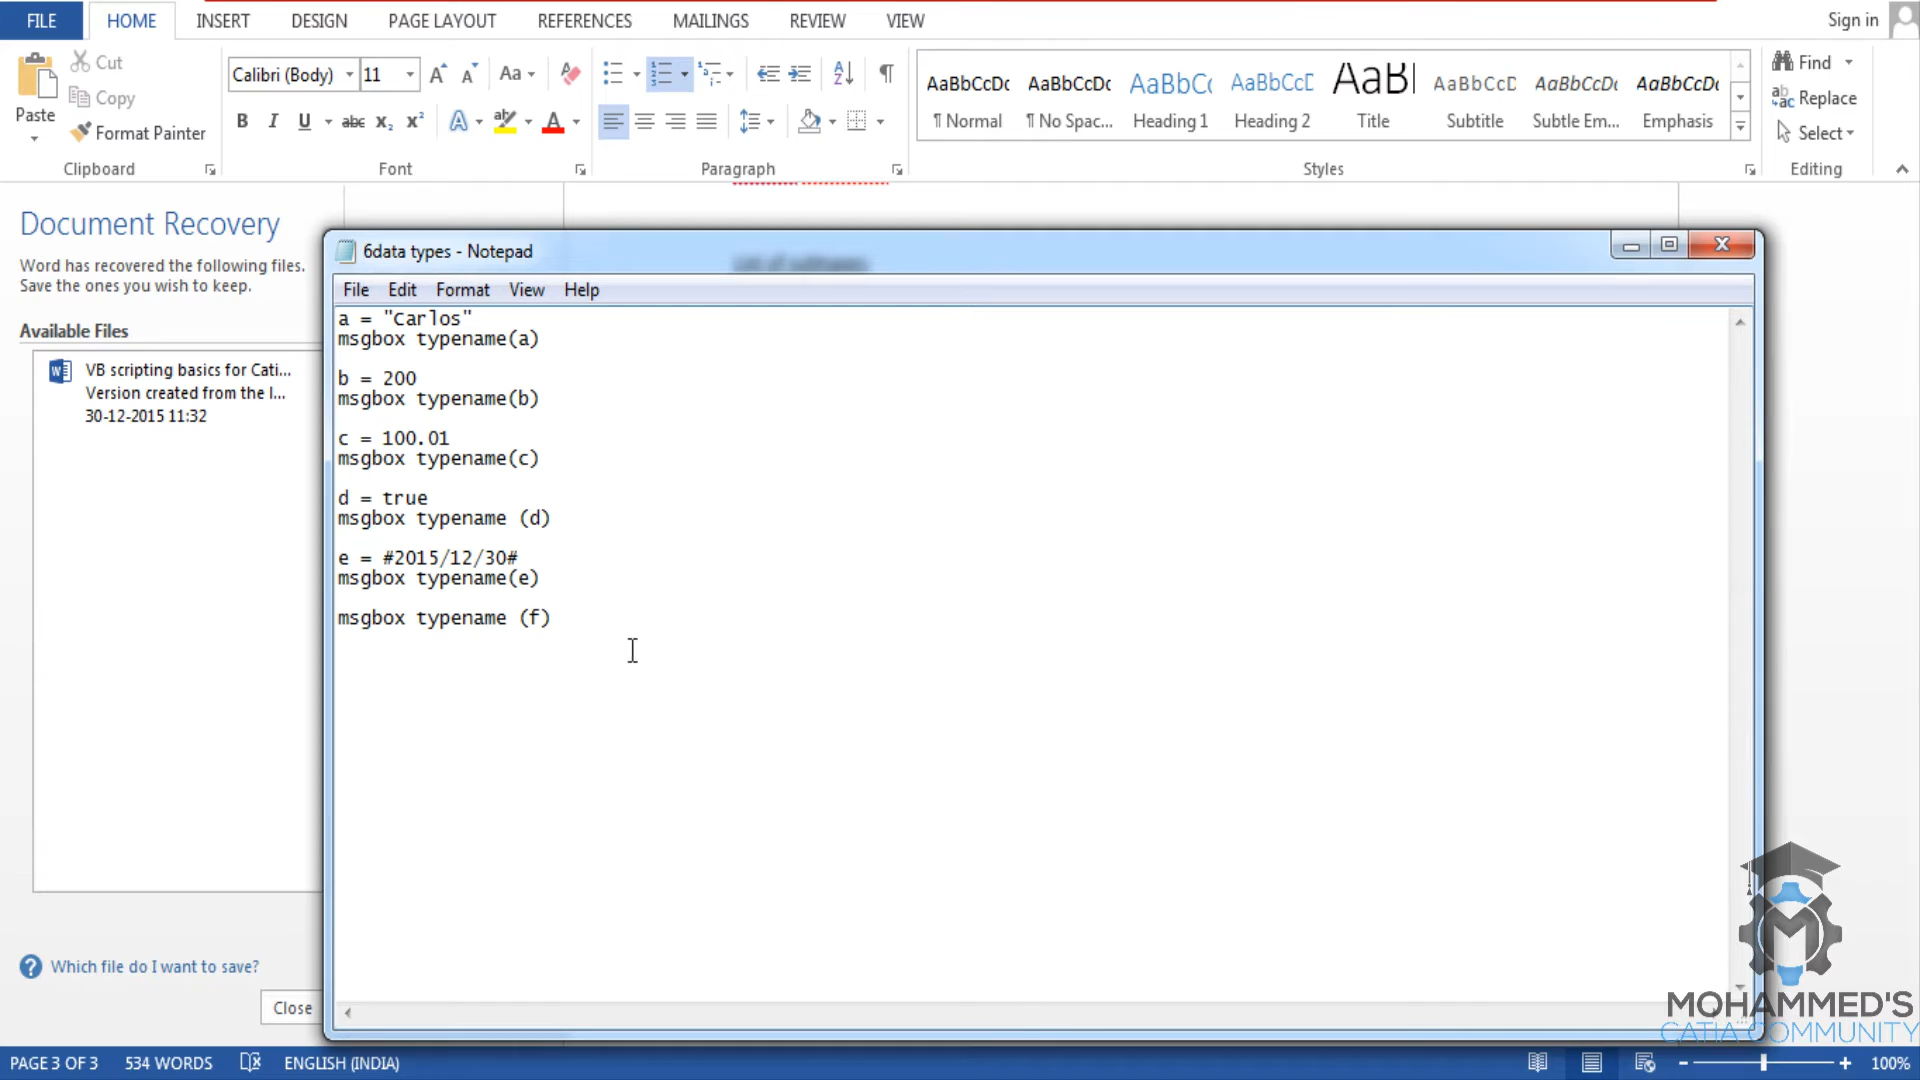 FILE HOME INSERT DESIGN PAGE LAYOUT REFERENCES MAILINGS REVIEW VIEW Sign in
Paste
Cut
Copy
Format Painter
Clipboard
Calibri (Body) 11 Aa
B I U abc x₂ x²
Font
Paragraph
AaBbCcDc AaBbCcDc AaBbCc AaBbCcD AaBl AaBbCcD AaBbCcDc AaBbCcDc
¶ Normal ¶ No Spac... Heading 1 Heading 2 Title Subtitle Subtle Em... Emphasis
Styles
Find
Replace
Select
Editing
Document Recovery
Word has recovered the following files.
Save the ones you wish to keep.
Available Files
VB scripting basics for Cati...
Version created from the l...
30-12-2015 11:32
Which file do I want to save?
Close
6data types - Notepad
File Edit Format View Help
a = "Carlos"
msgbox typename(a)
b = 200
msgbox typename(b)
c = 100.01
msgbox typename(c)
d = true
msgbox typename (d)
e = #2015/12/30#
msgbox typename(e)
msgbox typename (f)
MOHAMMED'S
CATIA COMMUNITY
PAGE 3 OF 3 534 WORDS ENGLISH (INDIA) 100%